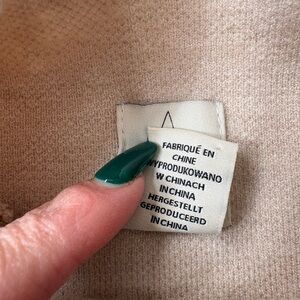 FABRIQUÉ EN
CHINE
WYPRODUKOWANO
W CHINACH
IN CHINA
HERGESTELLT
GEPRODUCEERD
IN CHINA